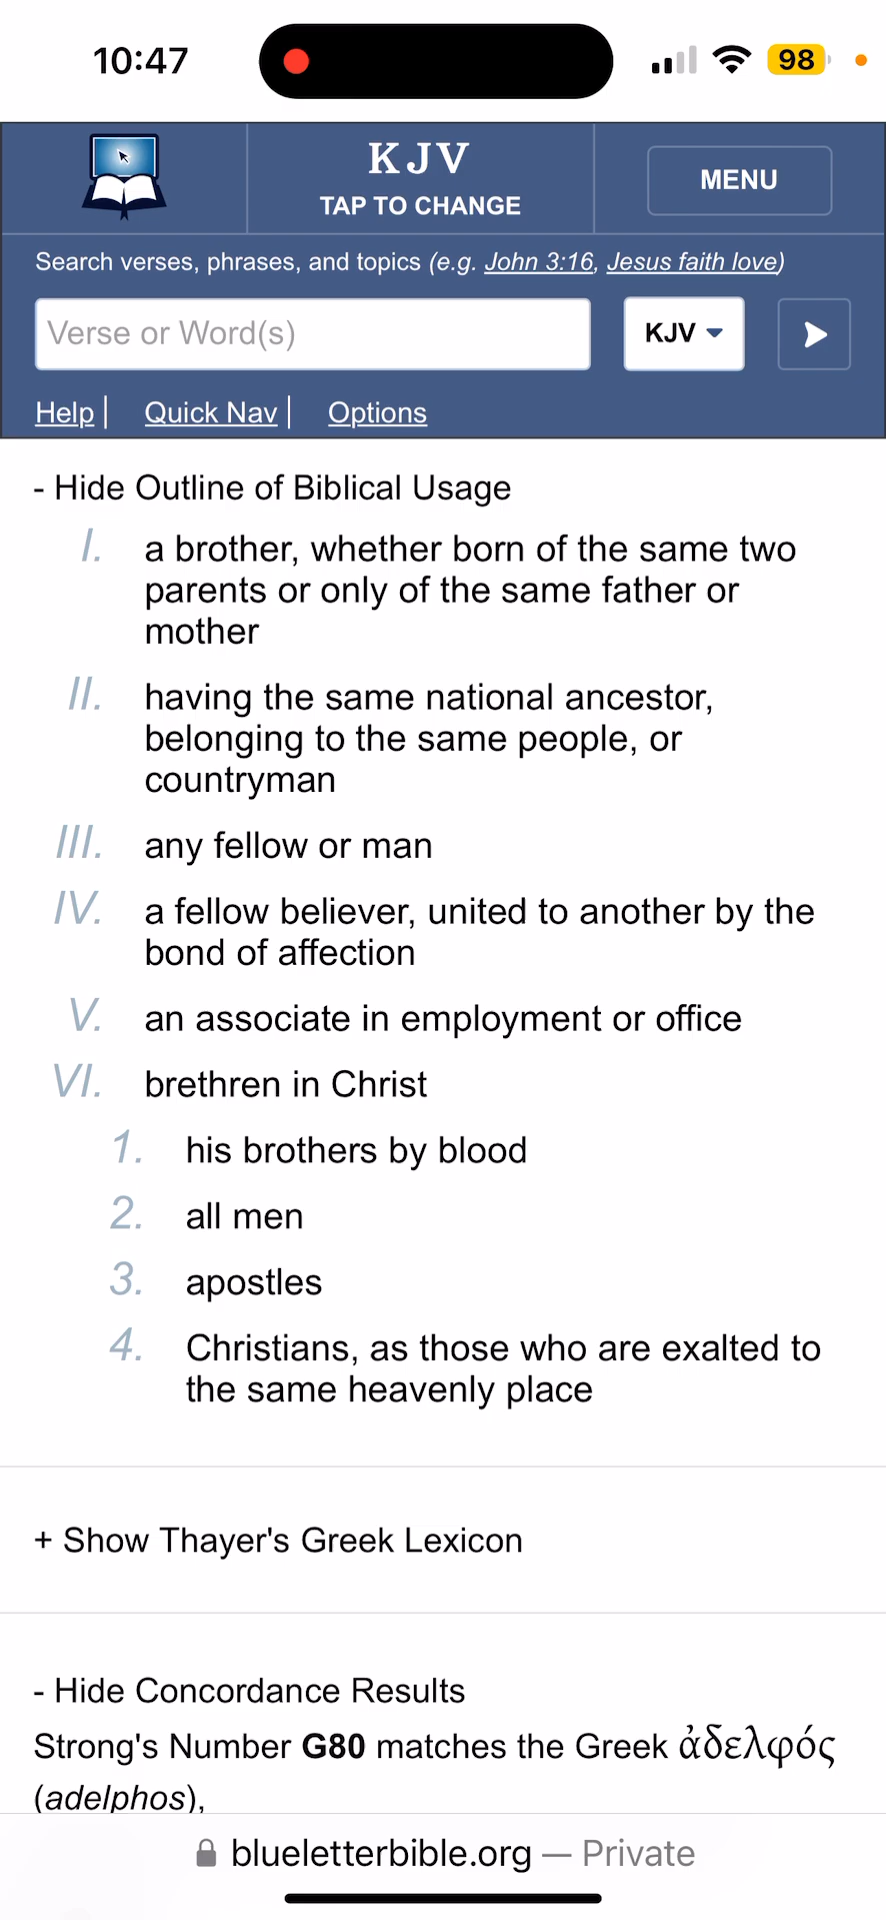 10:47
98
KJV
TAP TO CHANGE
MENU
Search verses, phrases, and topics (e.g. John 3:16, Jesus faith love)
Verse or Word(s)
KJV
Help| Quick Nav| Options
- Hide Outline of Biblical Usage
I. a brother, whether born of the same two
parents or only of the same father or
mother
II. having the same national ancestor,
belonging to the same people, or
countryman
III. any fellow or man
IV. a fellow believer, united to another by the
bond of affection
V. an associate in employment or office
VI. brethren in Christ
1. his brothers by blood
2. all men
3. apostles
4. Christians, as those who are exalted to
the same heavenly place
+ Show Thayer's Greek Lexicon
- Hide Concordance Results
Strong's Number G80 matches the Greek ἀδελφός
(adelphos),
blueletterbible.org — Private